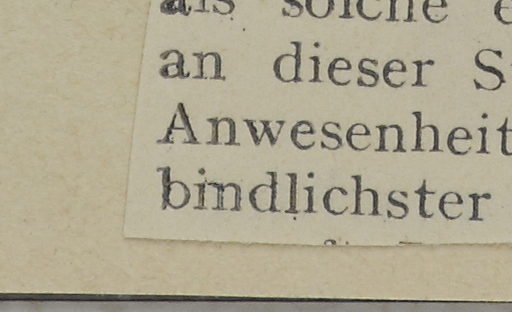 als solche
an dieser
Anwesenheit
bindlichster